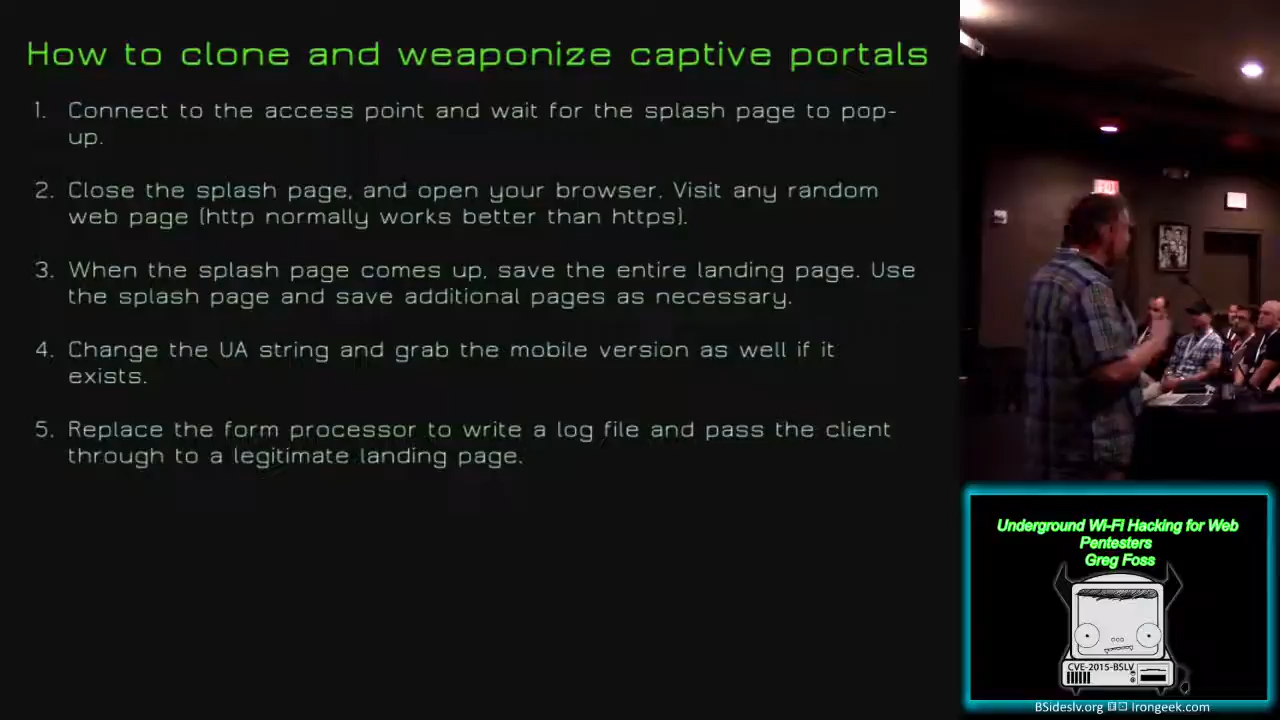 How to clone and weaponize captive portals
1. Connect to the access point and wait for the splash page to pop-
up.
2. Close the splash page, and open your browser. Visit any random
web page (http normally works better than https).
3. When the splash page comes up, save the entire landing page. Use
the splash page and save additional pages as necessary.
4. Change the UA string and grab the mobile version as well if it
exists.
5. Replace the form processor to write a log file and pass the client
through to a legitimate landing page.
Underground Wi-Fi Hacking for Web
Pentesters
Greg Foss
CVE-2015-BSLV
BSideslv.org irongeek.com